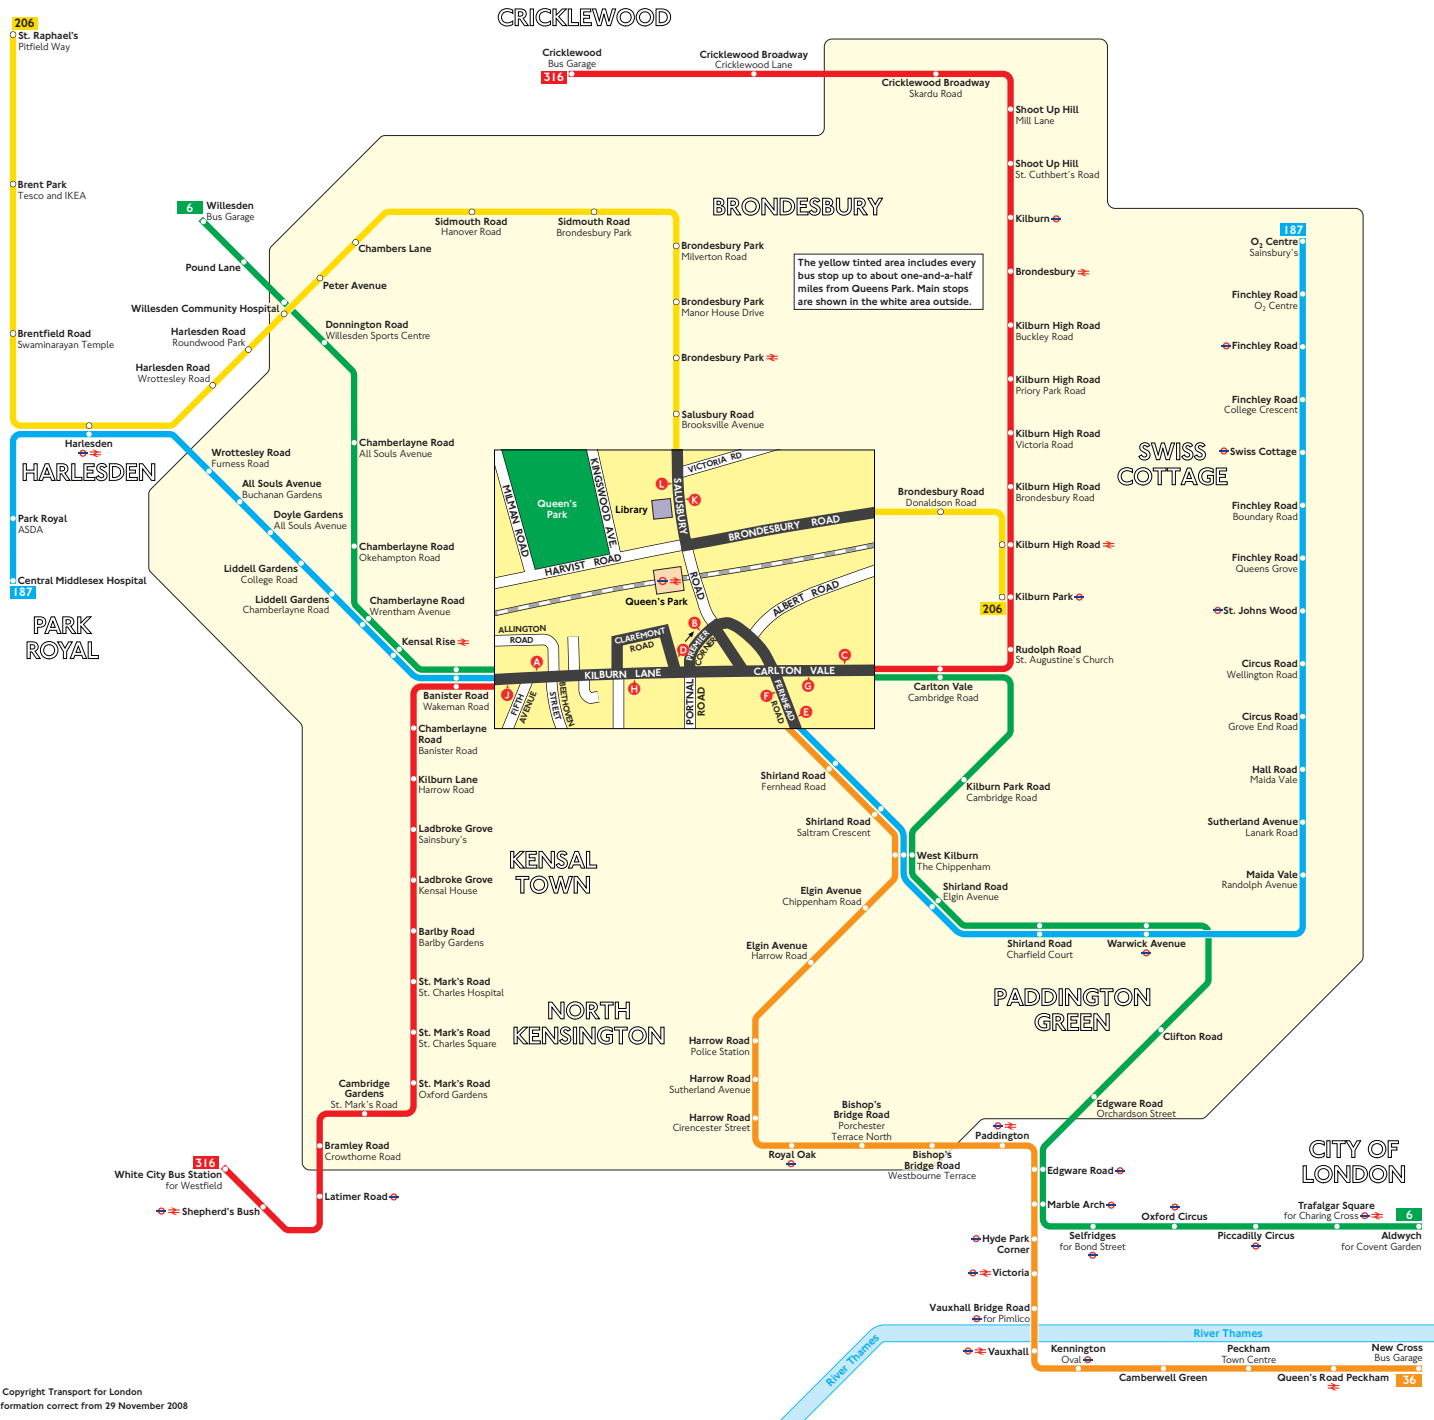 CRICKLEWOOD
206
St. Raphael's
Pitfield Way
Cricklewood
Bus Garage
316
Cricklewood Broadway
Cricklewood Lane
Cricklewood Broadway
Skardu Road
Shoot Up Hill
Mill Lane
Shoot Up Hill
St. Cuthbert's Road
Brent Park
Tesco and IKEA
6
Willesden
Bus Garage
BRONDESBURY
Kilburn
Sidmouth Road
Hanover Road
Sidmouth Road
Brondesbury Park
187
O2 Centre
Sainsbury's
Chambers Lane
Brondesbury Park
Milverton Road
Pound Lane
The yellow tinted area includes every
bus stop up to about one-and-a-half
miles from Queens Park. Main stops
are shown in the white area outside.
Brondesbury
Peter Avenue
Finchley Road
O2 Centre
Willesden Community Hospital
Brondesbury Park
Manor House Drive
Donnington Road
Willesden Sports Centre
Kilburn High Road
Buckley Road
Brentfield Road
Swaminarayan Temple
Harlesden Road
Roundwood Park
Finchley Road
Brondesbury Park
Harlesden Road
Wrottesley Road
Kilburn High Road
Priory Park Road
Finchley Road
College Crescent
Salusbury Road
Brooksville Avenue
Harlesden
Chamberlayne Road
All Souls Avenue
Kilburn High Road
Victoria Road
HARLESDEN
Wrottesley Road
Furness Road
SWISS
COTTAGE
Swiss Cottage
All Souls Avenue
Buchanan Gardens
Kilburn High Road
Brondesbury Road
Brondesbury Road
Donaldson Road
Park Royal
ASDA
Doyle Gardens
All Souls Avenue
Finchley Road
Boundary Road
Chamberlayne Road
Okehampton Road
Kilburn High Road
Finchley Road
Queens Grove
Liddell Gardens
College Road
Central Middlesex Hospital
187
Liddell Gardens
Chamberlayne Road
Chamberlayne Road
Wrentham Avenue
Kilburn Park
206
St. Johns Wood
PARK
ROYAL
Kensal Rise
Rudolph Road
St. Augustine's Church
Circus Road
Wellington Road
VICTORIA RD
MILMAN ROAD
KINGSWOOD AVE.
Queen's
Park
Library
SALUSBURY
ROAD
L
K
BRONDESBURY ROAD
HARVIST ROAD
Queen's Park
ALBERT ROAD
ALLINGTON
ROAD
CLAREMONT
ROAD
B
D
PREMIER
CORNER
A
C
KILBURN LANE
CARLTON VALE
J
H
F
G
E
FIFTH
AVENUE
BEETHOVEN
STREET
PORTNAL
ROAD
FERNHEAD
ROAD
Banister Road
Wakeman Road
Carlton Vale
Cambridge Road
Chamberlayne
Road
Banister Road
Circus Road
Grove End Road
Kilburn Lane
Harrow Road
Shirland Road
Fernhead Road
Kilburn Park Road
Cambridge Road
Hall Road
Maida Vale
Ladbroke Grove
Sainsbury's
Shirland Road
Saltram Crescent
Sutherland Avenue
Lanark Road
KENSAL
TOWN
West Kilburn
The Chippenham
Ladbroke Grove
Kensal House
Elgin Avenue
Chippenham Road
Shirland Road
Elgin Avenue
Maida Vale
Randolph Avenue
Barlby Road
Barlby Gardens
Elgin Avenue
Harrow Road
Shirland Road
Charfield Court
Warwick Avenue
St. Mark's Road
St. Charles Hospital
NORTH
KENSINGTON
PADDINGTON
GREEN
St. Mark's Road
St. Charles Square
Harrow Road
Police Station
Clifton Road
Cambridge
Gardens
St. Mark's Road
St. Mark's Road
Oxford Gardens
Harrow Road
Sutherland Avenue
Harrow Road
Cirencester Street
Bishop's
Bridge Road
Porchester
Terrace North
Edgware Road
Orchardson Street
Paddington
Bramley Road
Crowthorne Road
Royal Oak
Bishop's
Bridge Road
Westbourne Terrace
CITY OF
LONDON
316
White City Bus Station
for Westfield
Edgware Road
Latimer Road
Shepherd's Bush
Marble Arch
Oxford Circus
Trafalgar Square
for Charing Cross
6
Hyde Park
Corner
Selfridges
for Bond Street
Piccadilly Circus
Aldwych
for Covent Garden
Victoria
Vauxhall Bridge Road
for Pimlico
River Thames
River Thames
Vauxhall
Kennington
Oval
Peckham
Town Centre
New Cross
Bus Garage
Camberwell Green
Queen's Road Peckham
36
Copyright Transport for London
formation correct from 29 November 2008